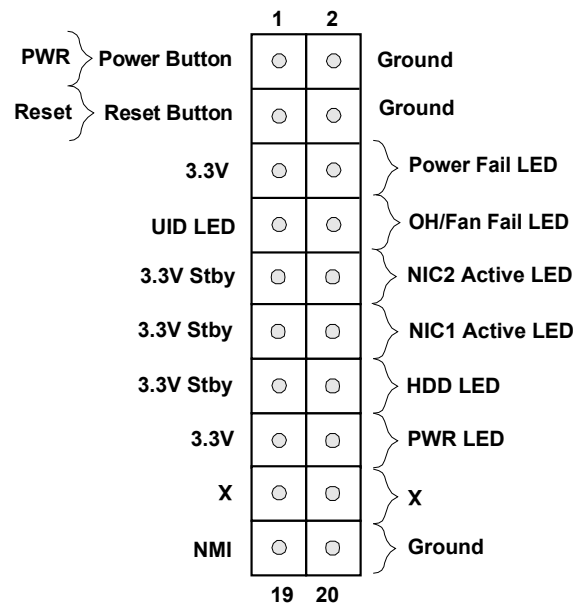 1 2
PWR Power Button Ground
Reset Reset Button Ground
3.3V Power Fail LED
UID LED OH/Fan Fail LED
3.3V Stby NIC2 Active LED
3.3V Stby NIC1 Active LED
3.3V Stby HDD LED
3.3V PWR LED
X X
NMI Ground
19 20